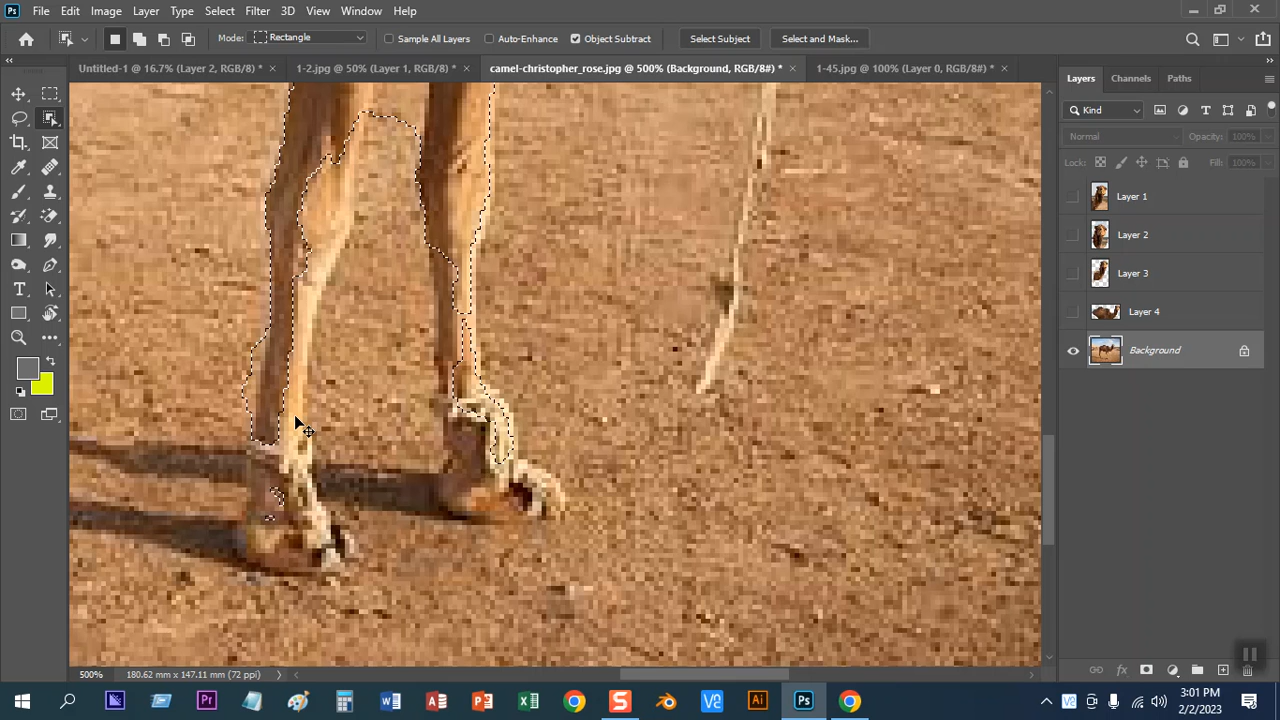 Ps File Edit Image Layer Type Select Filter 3D View Window Help
Mode: Rectangle Sample All Layers Auto-Enhance Object Subtract Select Subject Select and Mask...
Untitled-1 @ 16.7% (Layer 2, RGB/8) * × 1-2.jpg @ 50% (Layer 1, RGB/8) * × camel-christopher_rose.jpg @ 500% (Background, RGB/8#) * × 1-45.jpg @ 100% (Layer 0, RGB/8#) * ×
Layers Channels Paths
Kind
Normal Opacity: 100%
Lock: Fill: 100%
Layer 1
Layer 2
Layer 3
Layer 4
Background
500% 180.62 mm x 147.11 mm (72 ppi)
Pr Ps Ai
3:01 PM
2/2/2023